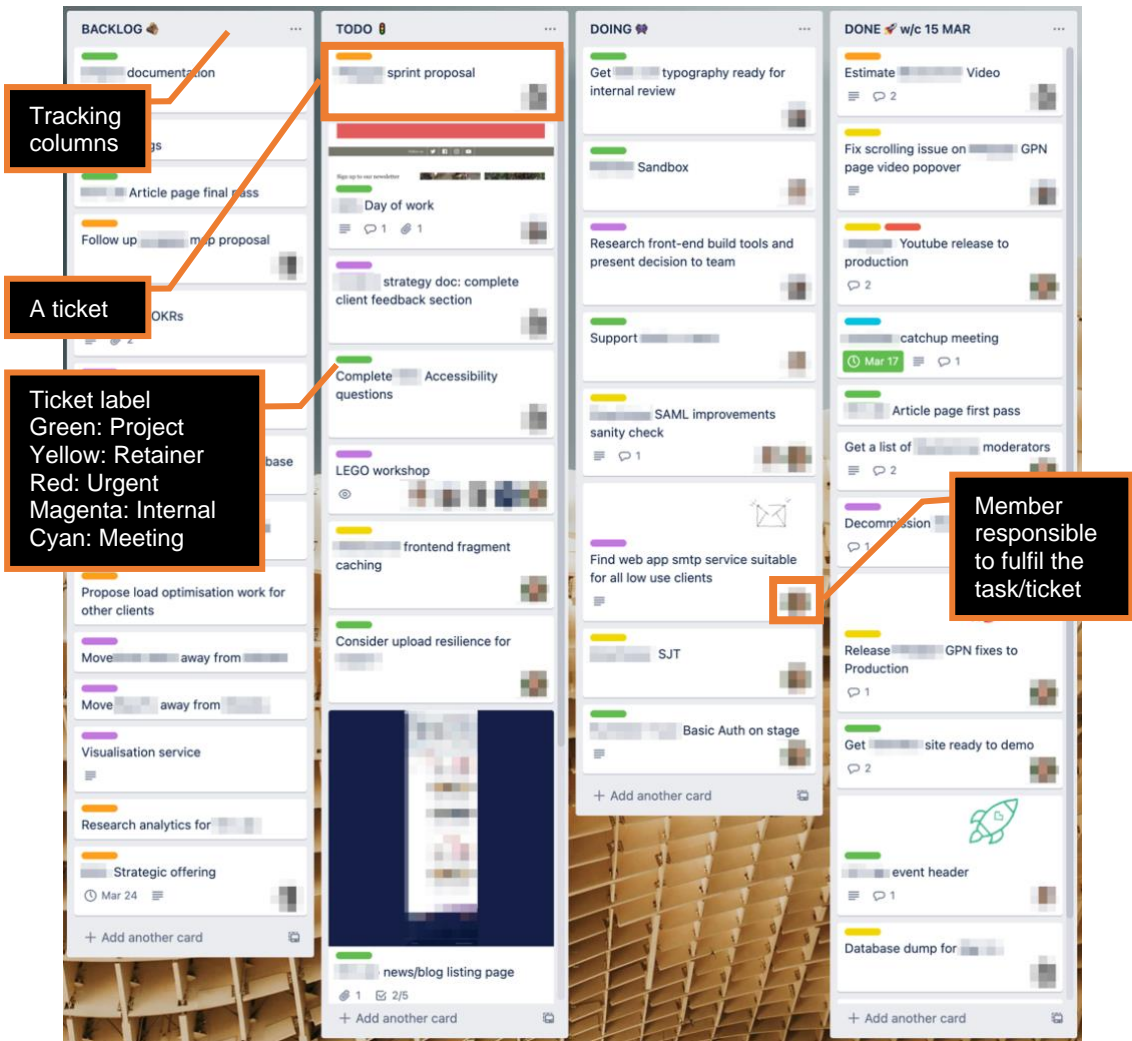 BACKLOG
documentation
gs
Article page final pass
Follow up map proposal
OKRs
2
base
Propose load optimisation work for
other clients
Move away from
Move away from
Visualisation service
Research analytics for
Strategic offering
Mar 24
+ Add another card
TODO
sprint proposal
Sign up to our newsletter
Day of work
1 1
strategy doc: complete
client feedback section
Complete Accessibility
questions
LEGO workshop
frontend fragment
caching
Consider upload resilience for
news/blog listing page
1 2/5
+ Add another card
DOING
Get typography ready for
internal review
Sandbox
Research front-end build tools and
present decision to team
Support
SAML improvements
sanity check
1
Find web app smtp service suitable
for all low use clients
SJT
Basic Auth on stage
+ Add another card
DONE w/c 15 MAR
Estimate Video
2
Fix scrolling issue on GPN
page video popover
Youtube release to
production
2
catchup meeting
Mar 17 1
Article page first pass
Get a list of moderators
2
Decommission
1
Release GPN fixes to
Production
1
Get site ready to demo
2
event header
1
Database dump for
+ Add another card
Tracking
columns
A ticket
Ticket label
Green: Project
Yellow: Retainer
Red: Urgent
Magenta: Internal
Cyan: Meeting
Member
responsible
to fulfil the
task/ticket